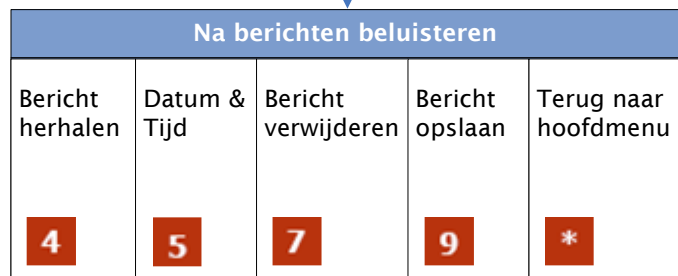 Na berichten beluisteren
Bericht herhalen
Datum & Tijd
Bericht verwijderen
Bericht opslaan
Terug naar hoofdmenu
4
5
7
9
*